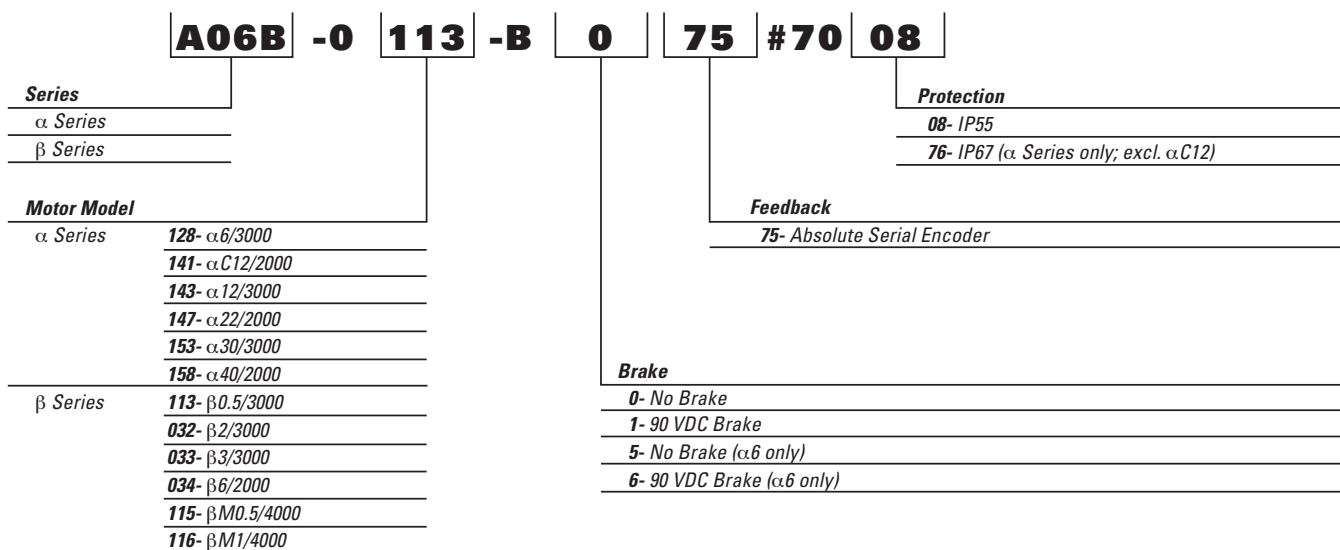 A06B -0 113 -B 0 75 #70 08
Series
α Series
β Series
Protection
08- IP55
76- IP67 (α Series only; excl. αC12)
Motor Model
α Series
128- α6/3000
141- αC12/2000
143- α12/3000
147- α22/2000
153- α30/3000
158- α40/2000
β Series
113- β0.5/3000
032- β2/3000
033- β3/3000
034- β6/2000
115- βM0.5/4000
116- βM1/4000
Feedback
75- Absolute Serial Encoder
Brake
0- No Brake
1- 90 VDC Brake
5- No Brake (α6 only)
6- 90 VDC Brake (α6 only)